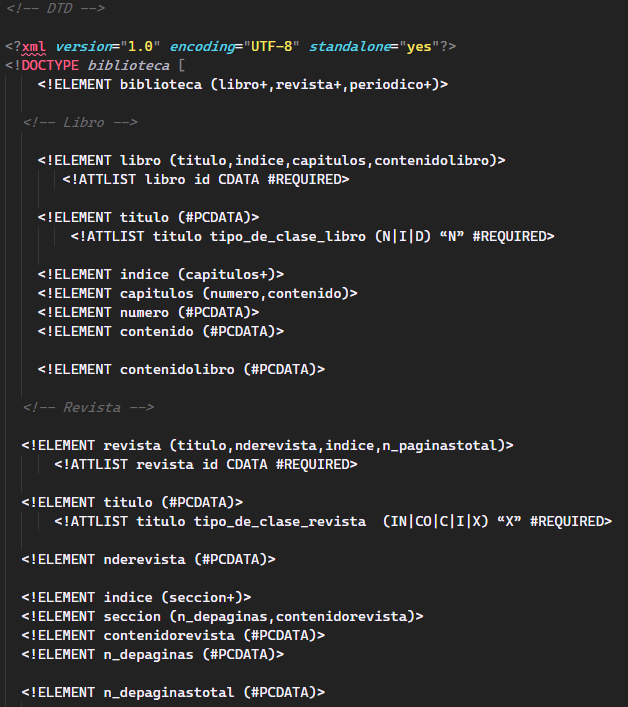 <!-- DTD -->
<?xml version="1.0" encoding="UTF-8" standalone="yes"?>
<!DOCTYPE biblioteca [
<!ELEMENT biblioteca (libro+,revista+,periodico+)>
<!-- Libro -->
<!ELEMENT libro (titulo,indice,capitulos,contenidolibro)>
<!ATTLIST libro id CDATA #REQUIRED>
<!ELEMENT titulo (#PCDATA)>
<!ATTLIST titulo tipo_de_clase_libro (N|I|D) “N” #REQUIRED>
<!ELEMENT indice (capitulos+)>
<!ELEMENT capitulos (numero,contenido)>
<!ELEMENT numero (#PCDATA)>
<!ELEMENT contenido (#PCDATA)>
<!ELEMENT contenidolibro (#PCDATA)>
<!-- Revista -->
<!ELEMENT revista (titulo,nderevista,indice,n_paginastotal)>
<!ATTLIST revista id CDATA #REQUIRED>
<!ELEMENT titulo (#PCDATA)>
<!ATTLIST titulo tipo_de_clase_revista  (IN|CO|C|I|X) “X” #REQUIRED>
<!ELEMENT nderevista (#PCDATA)>
<!ELEMENT indice (seccion+)>
<!ELEMENT seccion (n_depaginas,contenidorevista)>
<!ELEMENT contenidorevista (#PCDATA)>
<!ELEMENT n_depaginas (#PCDATA)>
<!ELEMENT n_depaginastotal (#PCDATA)>